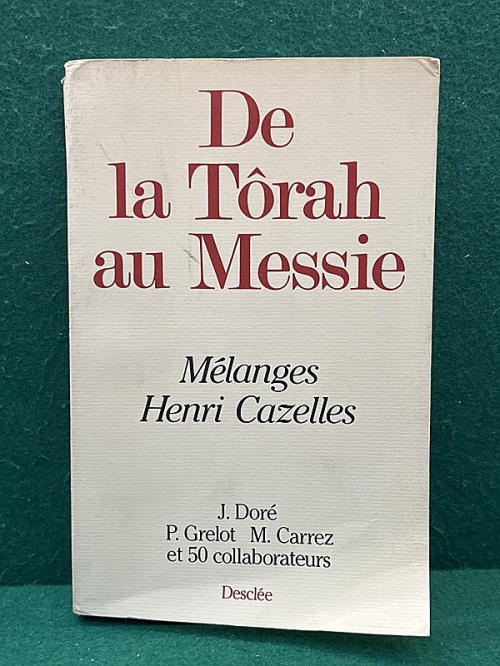 De
la Tôrah
au Messie
Mélanges
Henri Cazelles
J. Doré
P. Grelot M. Carrez
et 50 collaborateurs
Desclée